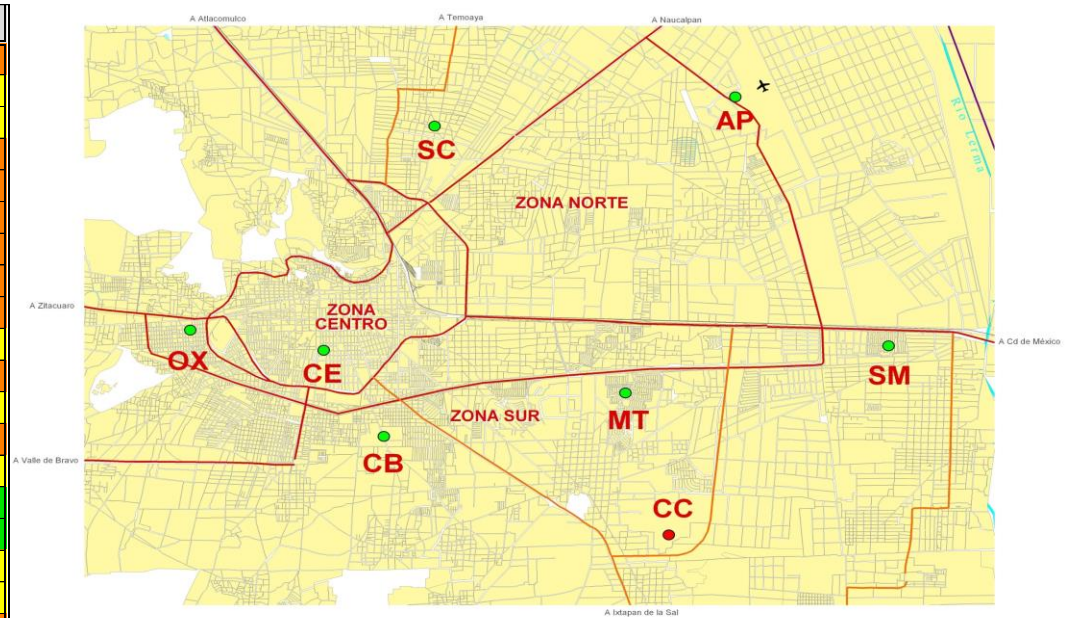 A Atlacomulco
A Temoaya
A Naucalpan
AP
SC
Río Lerma
ZONA NORTE
A Zitacuaro
ZONA
CENTRO
A Cd de México
OX
CE
SM
MT
ZONA SUR
CB
A Valle de Bravo
CC
A Ixtapan de la Sal